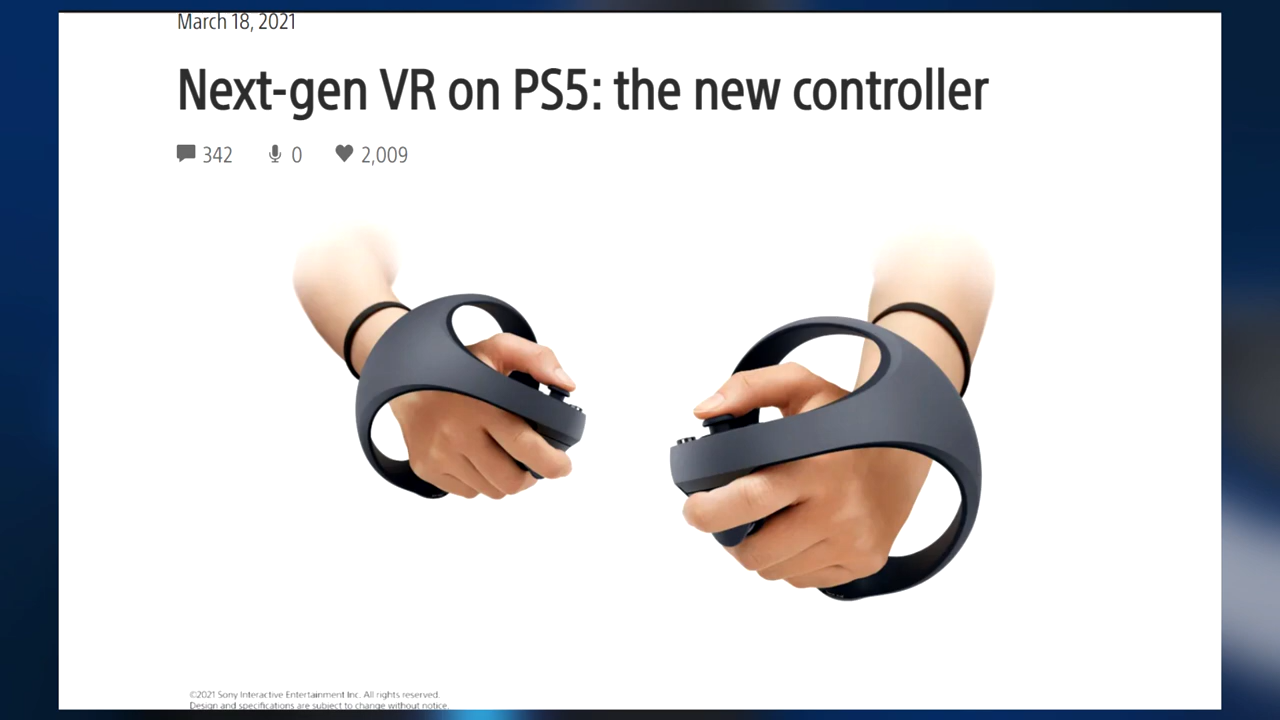 March 18, 2021
Next-gen VR on PS5: the new controller
342 0 2,009
©2021 Sony Interactive Entertainment Inc. All rights reserved.
Design and specifications are subject to change without notice.